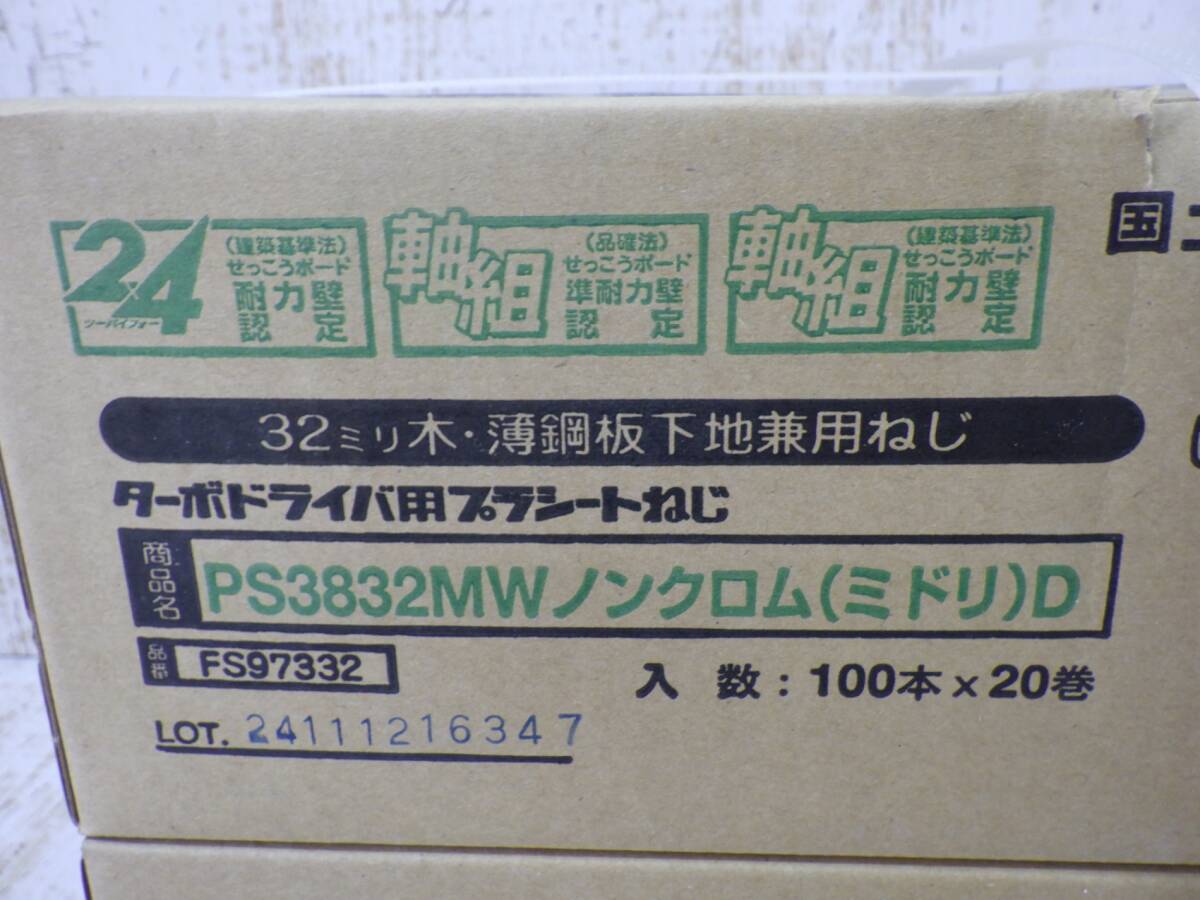 2×4
ツーバイフォー
(建築基準法)
せっこうボード
耐力壁
認定
軸組
(品確法)
せっこうボード
準耐力壁
認定
軸組
(建築基準法)
せっこうボード
耐力壁
認定
国
32ミリ木・薄鋼板下地兼用ねじ
ターボドライバ用プラシートねじ
商品名
PS3832MWノンクロム(ミドリ)D
品番
FS97332
入数:100本×20巻
LOT. 24111216347